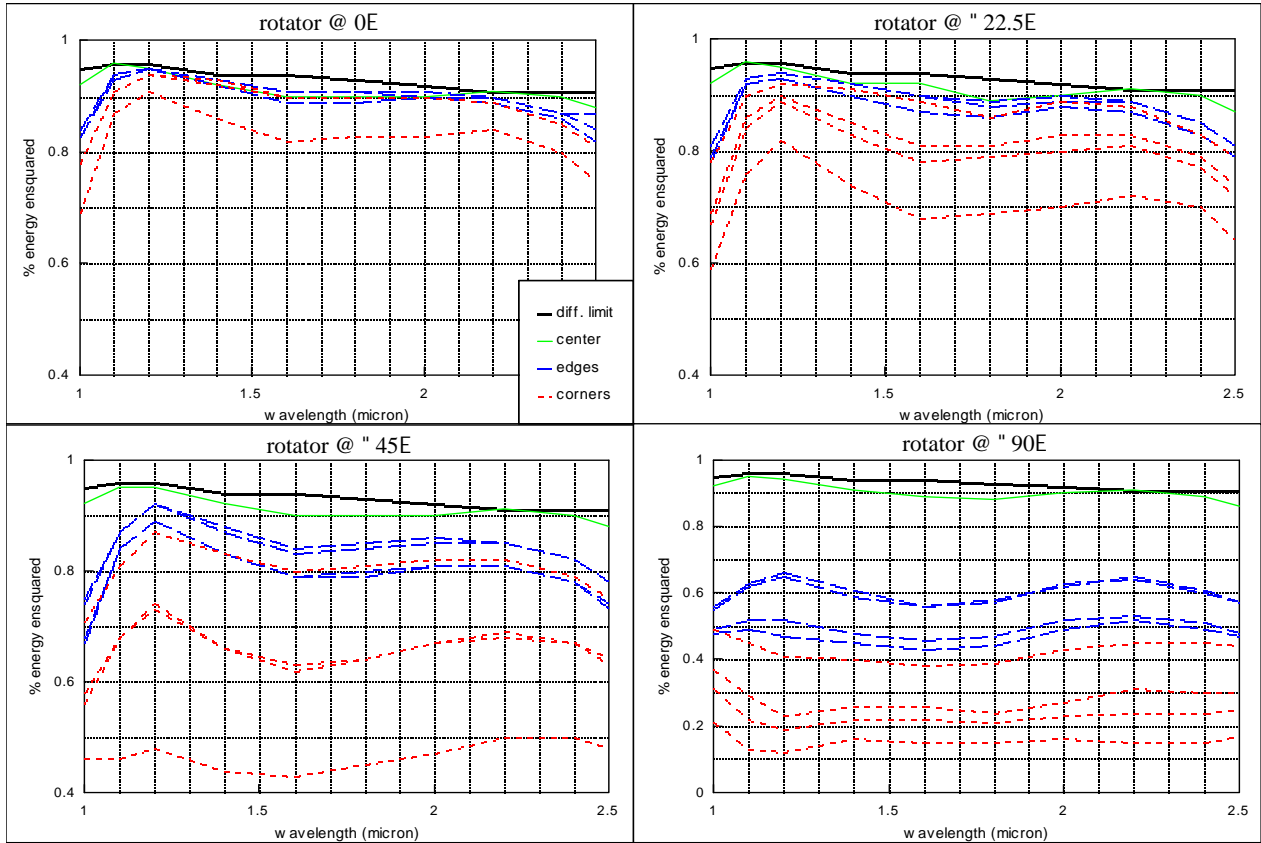 rotator @ 0E
1
0.8
0.6
0.4
% energy ensquared
1
1.5
2
wavelength (micron)
diff. limit
center
edges
corners
rotator @ " 22.5E
1
0.8
0.6
0.4
% energy ensquared
1
1.5
2
2.5
wavelength (micron)
rotator @ " 45E
1
0.8
0.6
0.4
% energy ensquared
1
1.5
2
2.5
wavelength (micron)
rotator @ " 90E
1
0.8
0.6
0.4
0.2
0
% energy ensquared
1
1.5
2
2.5
wavelength (micron)